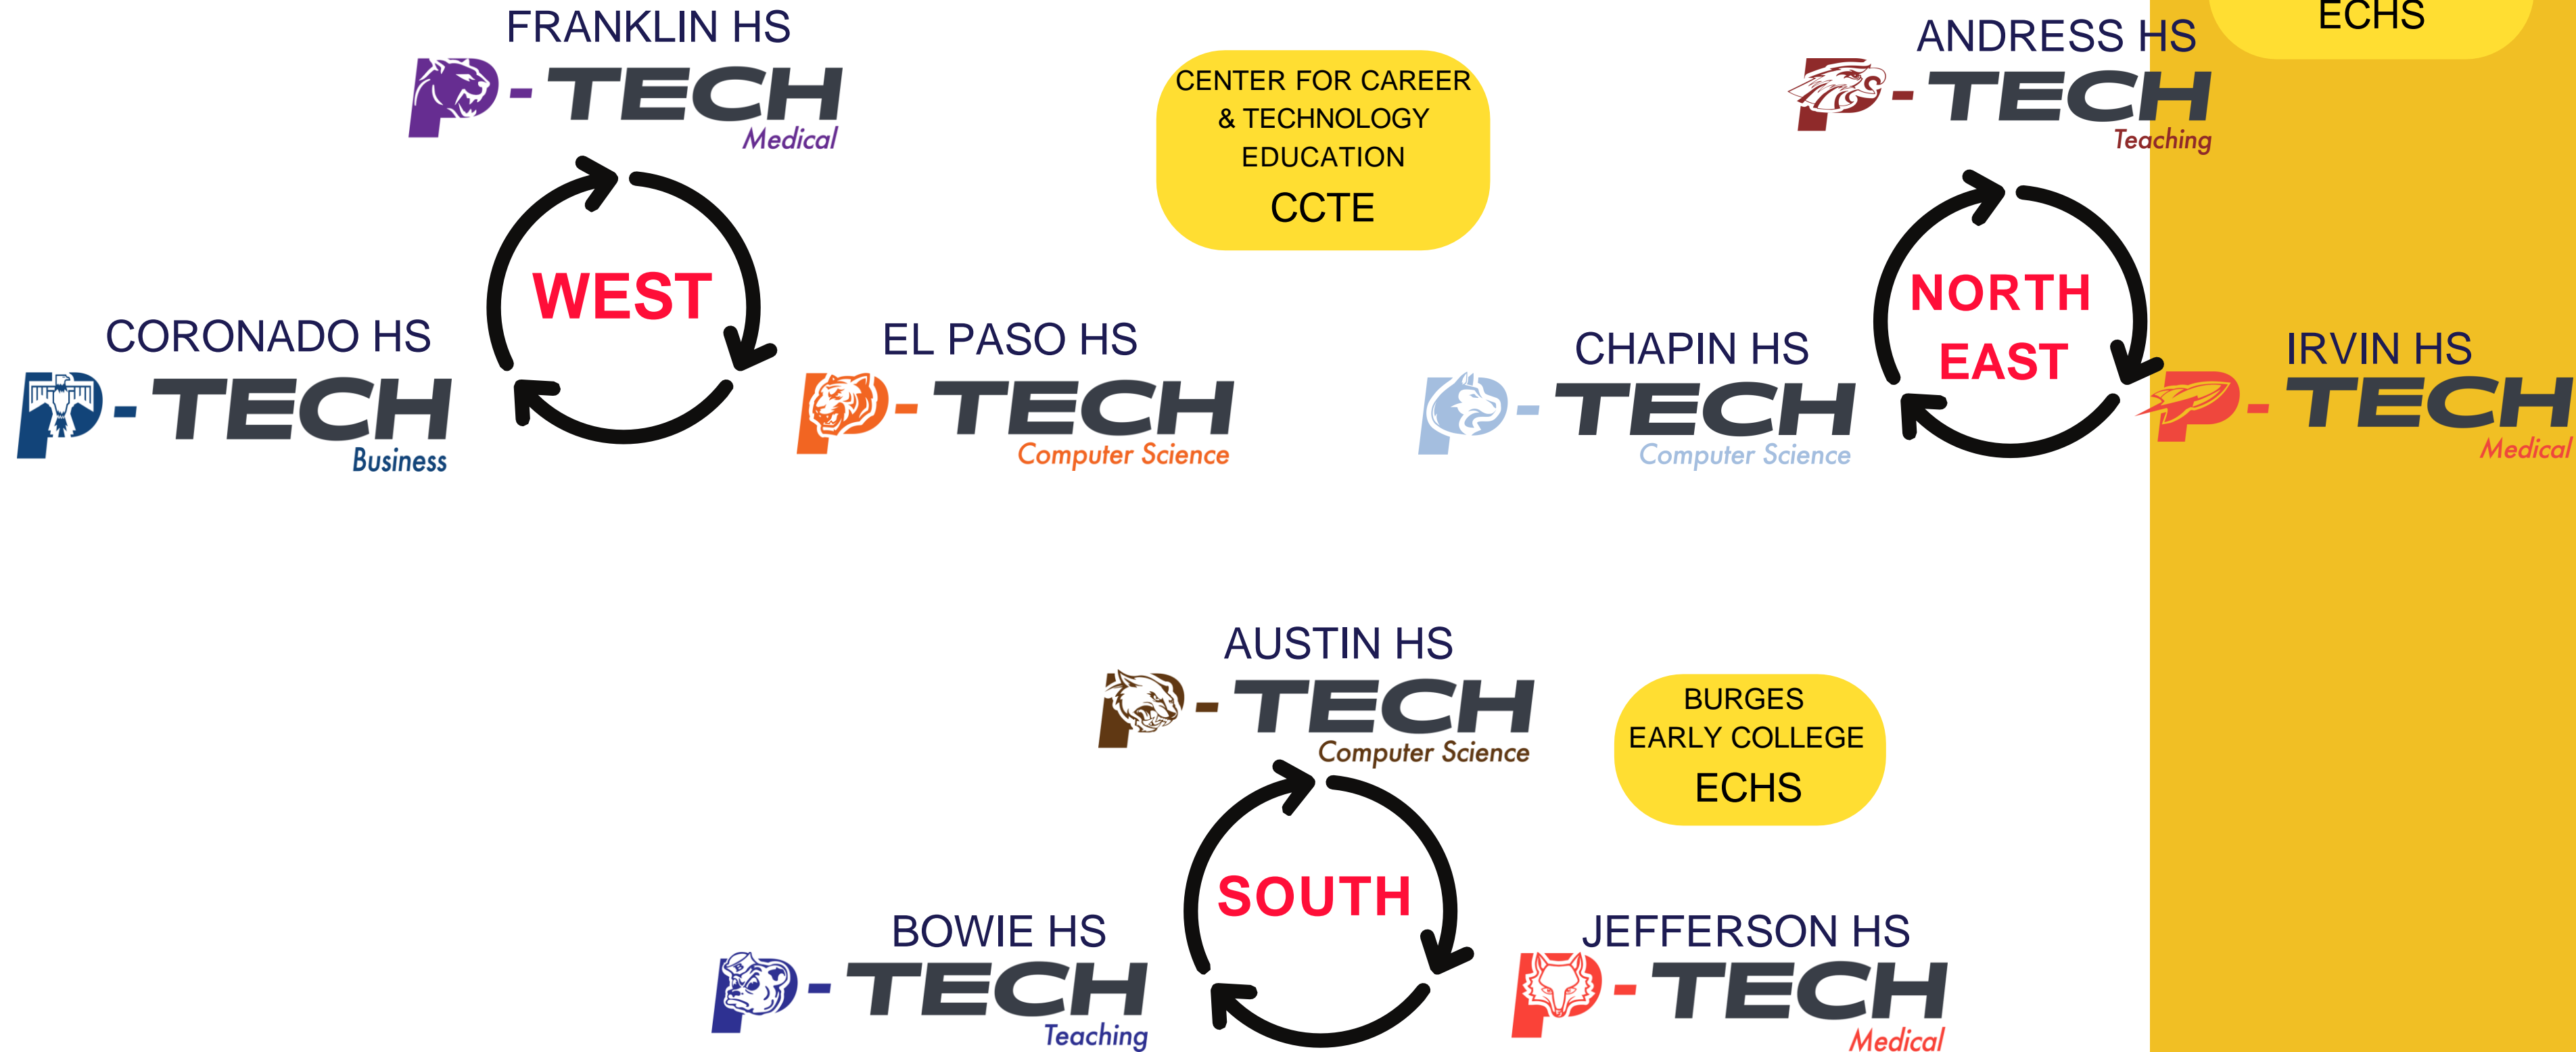 FRANKLIN HS
P-TECH
Medical
CENTER FOR CAREER
& TECHNOLOGY
EDUCATION
CCTE
ANDRESS HS
P-TECH
Teaching
ECHS
WEST
CORONADO HS
P-TECH
Business
EL PASO HS
P-TECH
Computer Science
NORTH
EAST
CHAPIN HS
P-TECH
Computer Science
IRVIN HS
P-TECH
Medical
AUSTIN HS
P-TECH
Computer Science
BURGES
EARLY COLLEGE
ECHS
SOUTH
BOWIE HS
P-TECH
Teaching
JEFFERSON HS
P-TECH
Medical